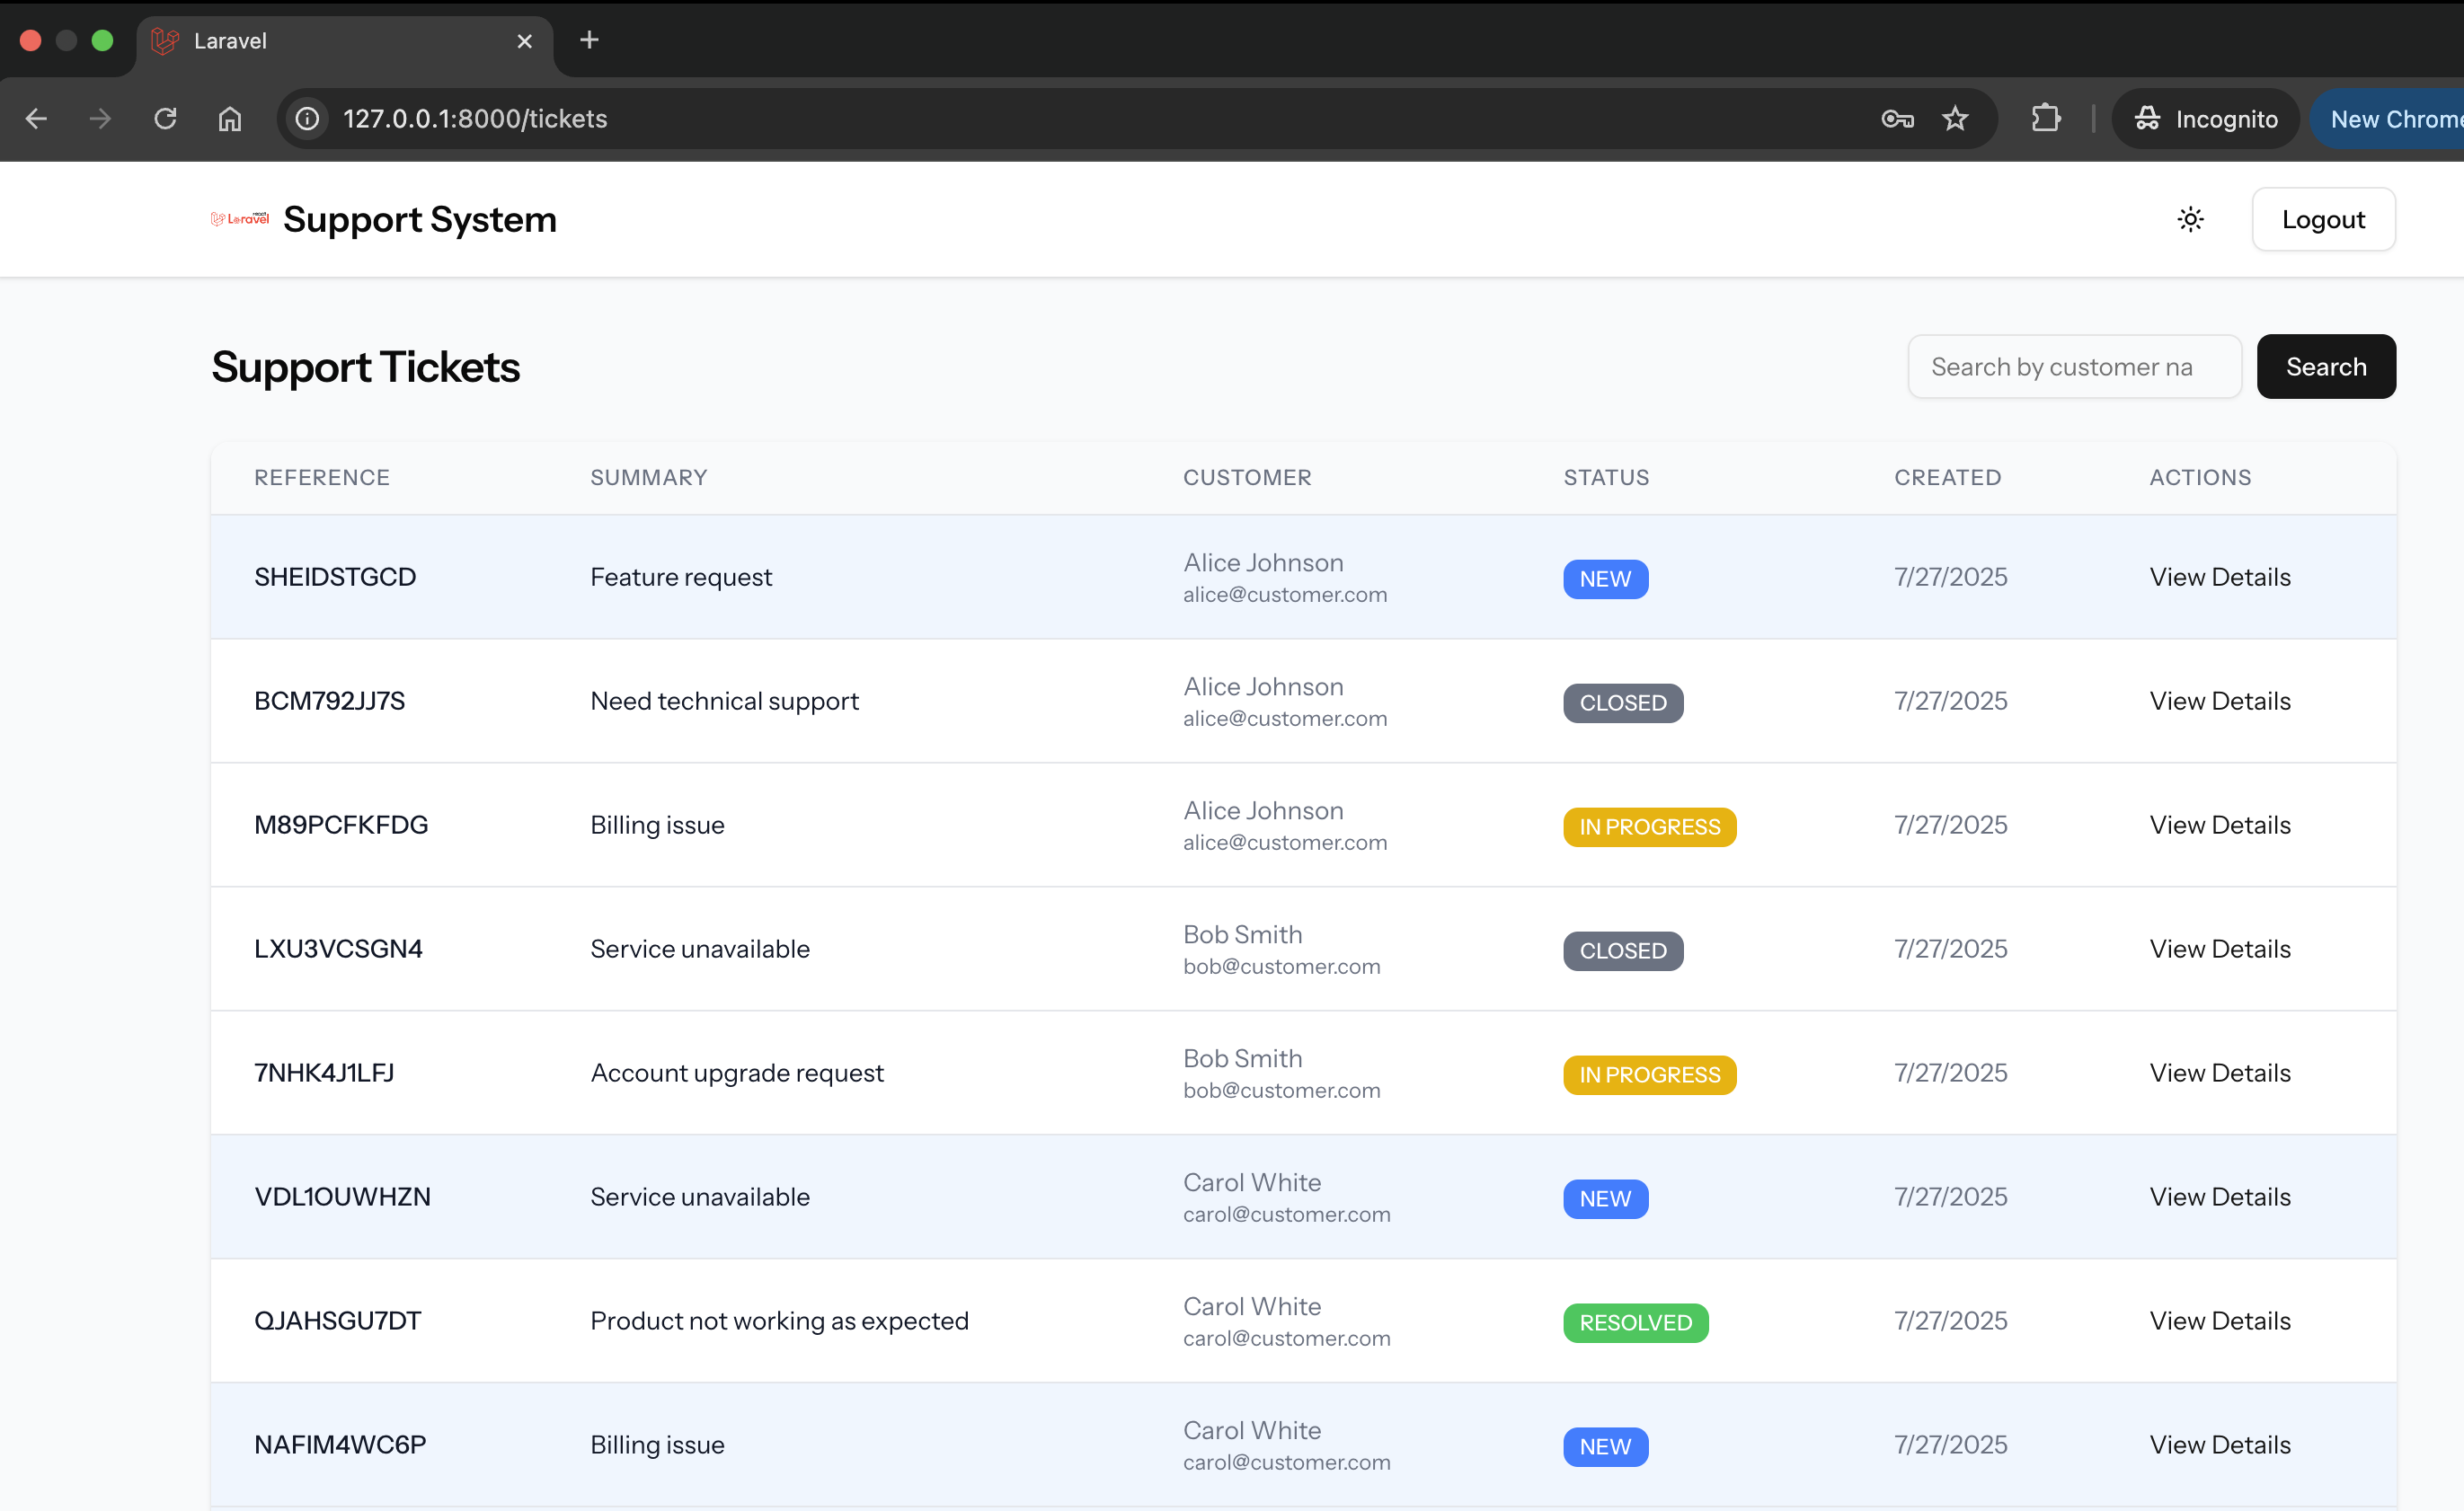 Laravel
127.0.0.1:8000/tickets
Incognito
New Chrome
Laravel
Support System
Logout
Support Tickets
Search by customer na
Search
REFERENCE SUMMARY CUSTOMER STATUS CREATED ACTIONS
SHEIDSTGCD Feature request Alice Johnson NEW 7/27/2025 View Details
alice@customer.com
BCM792JJ7S Need technical support Alice Johnson CLOSED 7/27/2025 View Details
alice@customer.com
M89PCFKFDG Billing issue Alice Johnson IN PROGRESS 7/27/2025 View Details
alice@customer.com
LXU3VCSGN4 Service unavailable Bob Smith CLOSED 7/27/2025 View Details
bob@customer.com
7NHK4J1LFJ Account upgrade request Bob Smith IN PROGRESS 7/27/2025 View Details
bob@customer.com
VDL1OUWHZN Service unavailable Carol White NEW 7/27/2025 View Details
carol@customer.com
QJAHSGU7DT Product not working as expected Carol White RESOLVED 7/27/2025 View Details
carol@customer.com
NAFIM4WC6P Billing issue Carol White NEW 7/27/2025 View Details
carol@customer.com